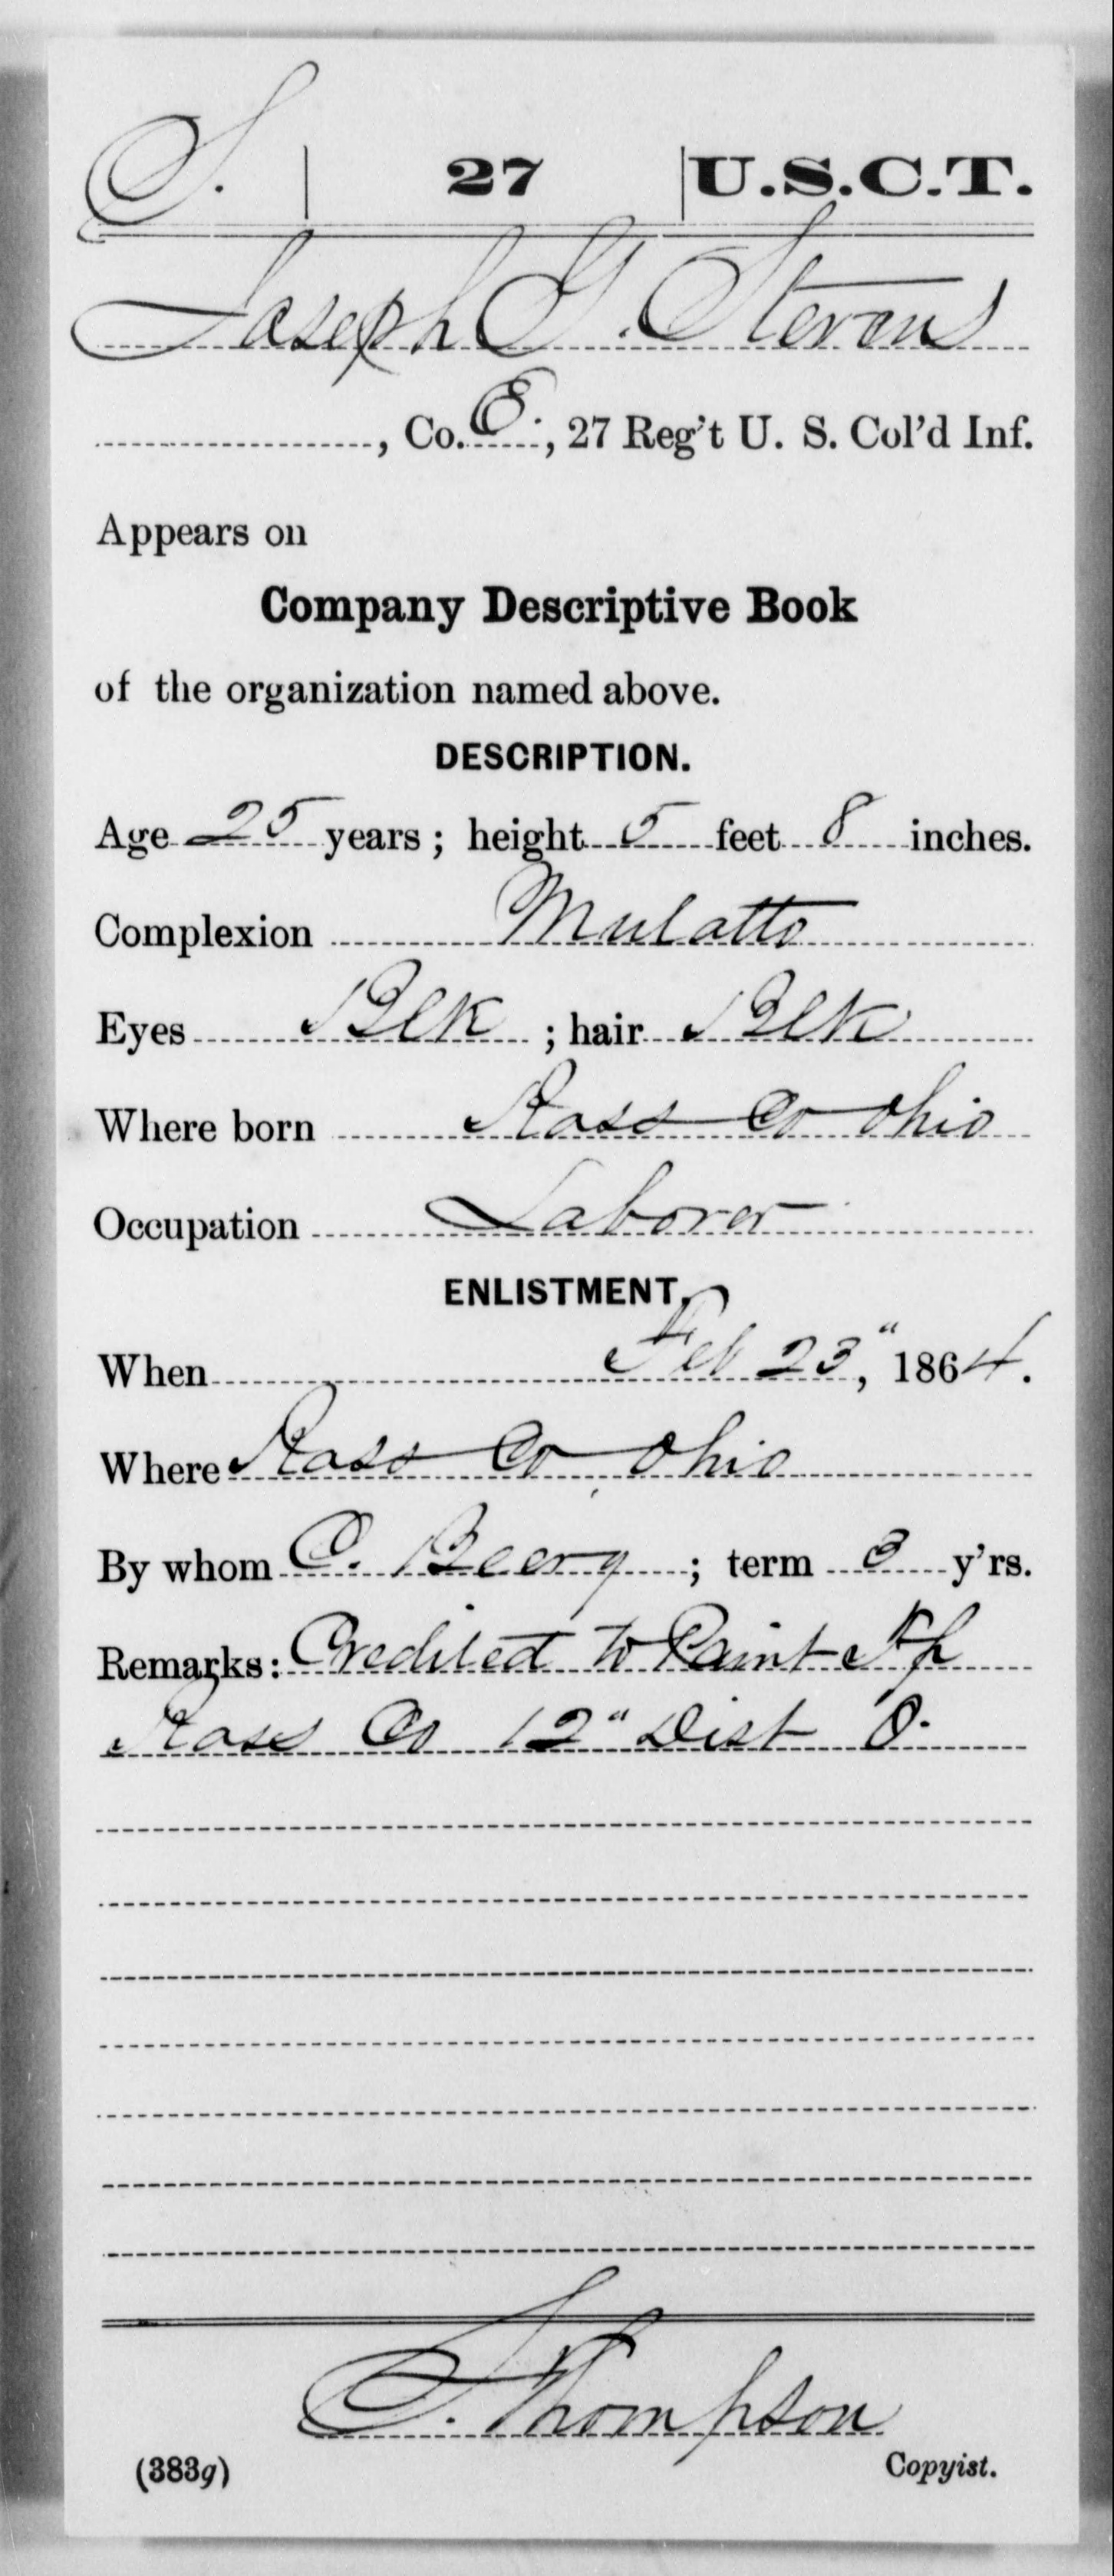 S. | 27 | U.S.C.T.
Joseph G. Stevens
, Co. E., 27 Reg't U. S. Col'd Inf.
Appears on
Company Descriptive Book
of the organization named above.
DESCRIPTION.
Age 25 years; height 5 feet 8 inches.
Complexion Mulatto
Eyes Blk; hair Blk
Where born Ross Co Ohio
Occupation Laborer
ENLISTMENT.
When Feb 23", 1864.
Where Ross Co Ohio
By whom C. Beery; term 3 y'rs.
Remarks: Credited to Paint Tp
Ross Co 12" Dist O.
S. Thompson
(383g) Copyist.